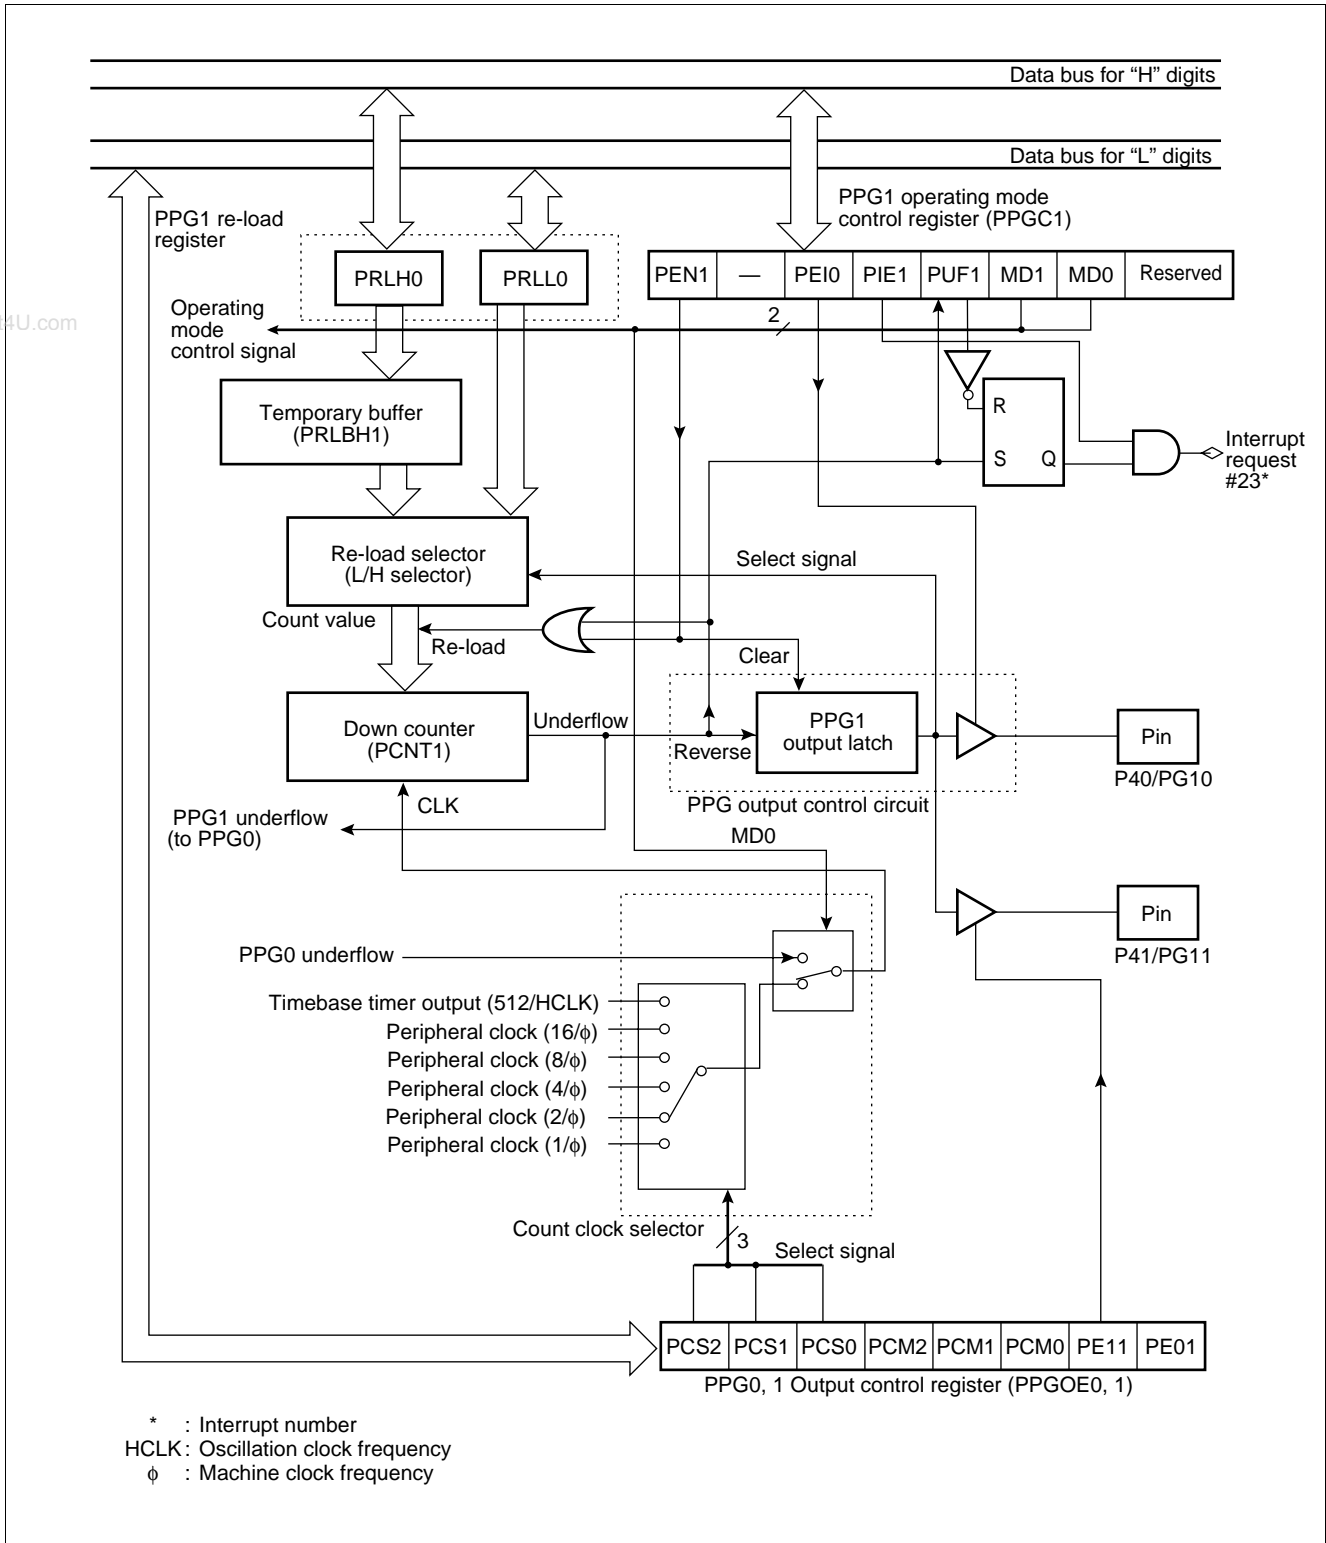 Data bus for “H” digits
Data bus for “L” digits
PPG1 re-load
register
PPG1 operating mode
control register (PPGC1)
PRLH0
PRLL0
PEN1
—
PEI0
PIE1
PUF1
MD1
MD0
Reserved
t4U.com
Operating
mode
control signal
2
Temporary buffer
(PRLBH1)
R
S
Q
Interrupt
request
#23*
Re-load selector
(L/H selector)
Select signal
Count value
Re-load
Clear
Down counter
(PCNT1)
Underflow
Reverse
PPG1
output latch
Pin
P40/PG10
PPG output control circuit
CLK
PPG1 underflow
(to PPG0)
MD0
Pin
P41/PG11
PPG0 underflow
Timebase timer output (512/HCLK)
Peripheral clock (16/ϕ)
Peripheral clock (8/ϕ)
Peripheral clock (4/ϕ)
Peripheral clock (2/ϕ)
Peripheral clock (1/ϕ)
Count clock selector
3
Select signal
PCS2
PCS1
PCS0
PCM2
PCM1
PCM0
PE11
PE01
PPG0, 1 Output control register (PPGOE0, 1)
* : Interrupt number
HCLK : Oscillation clock frequency
ϕ : Machine clock frequency